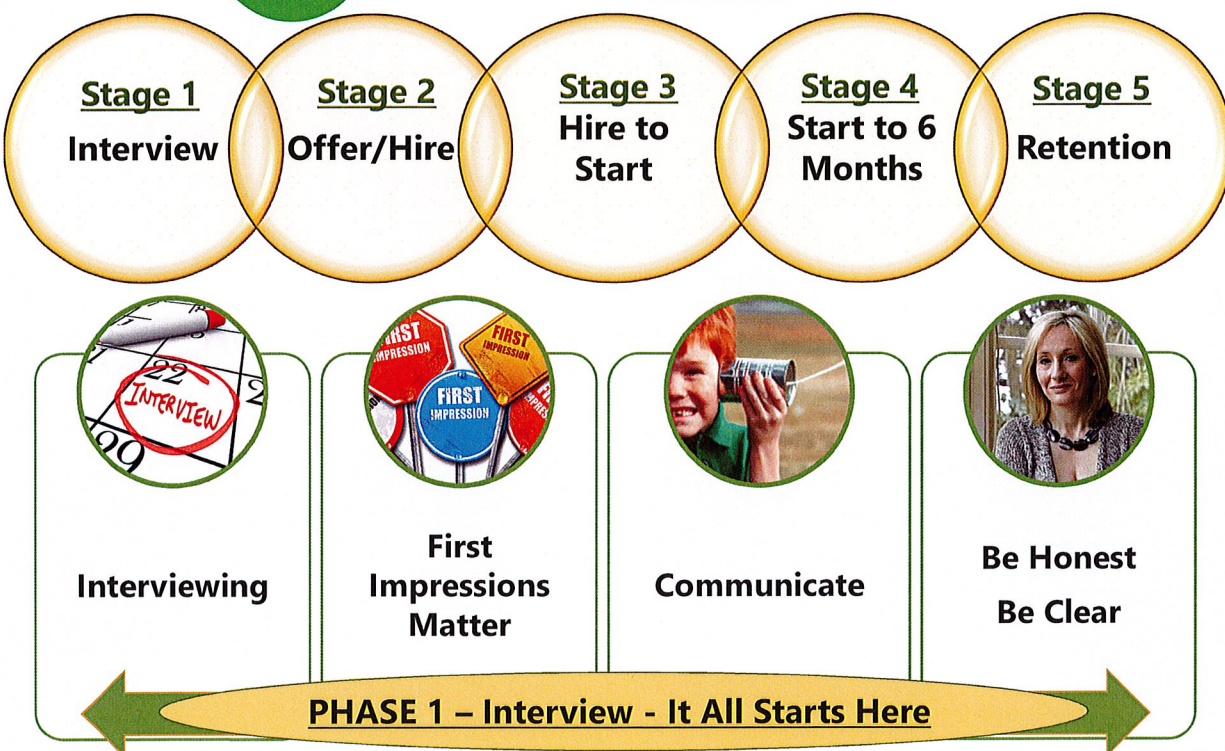 Stage 1
Interview
Stage 2
Offer/Hire
Stage 3
Hire to
Start
Stage 4
Start to 6
Months
Stage 5
Retention
22
INTERVIEW
FIRST
IMPRESSION
FIRST
IMPRESSION
FIRST
IMPRESSION
Interviewing
First
Impressions
Matter
Communicate
Be Honest
Be Clear
PHASE 1 – Interview - It All Starts Here